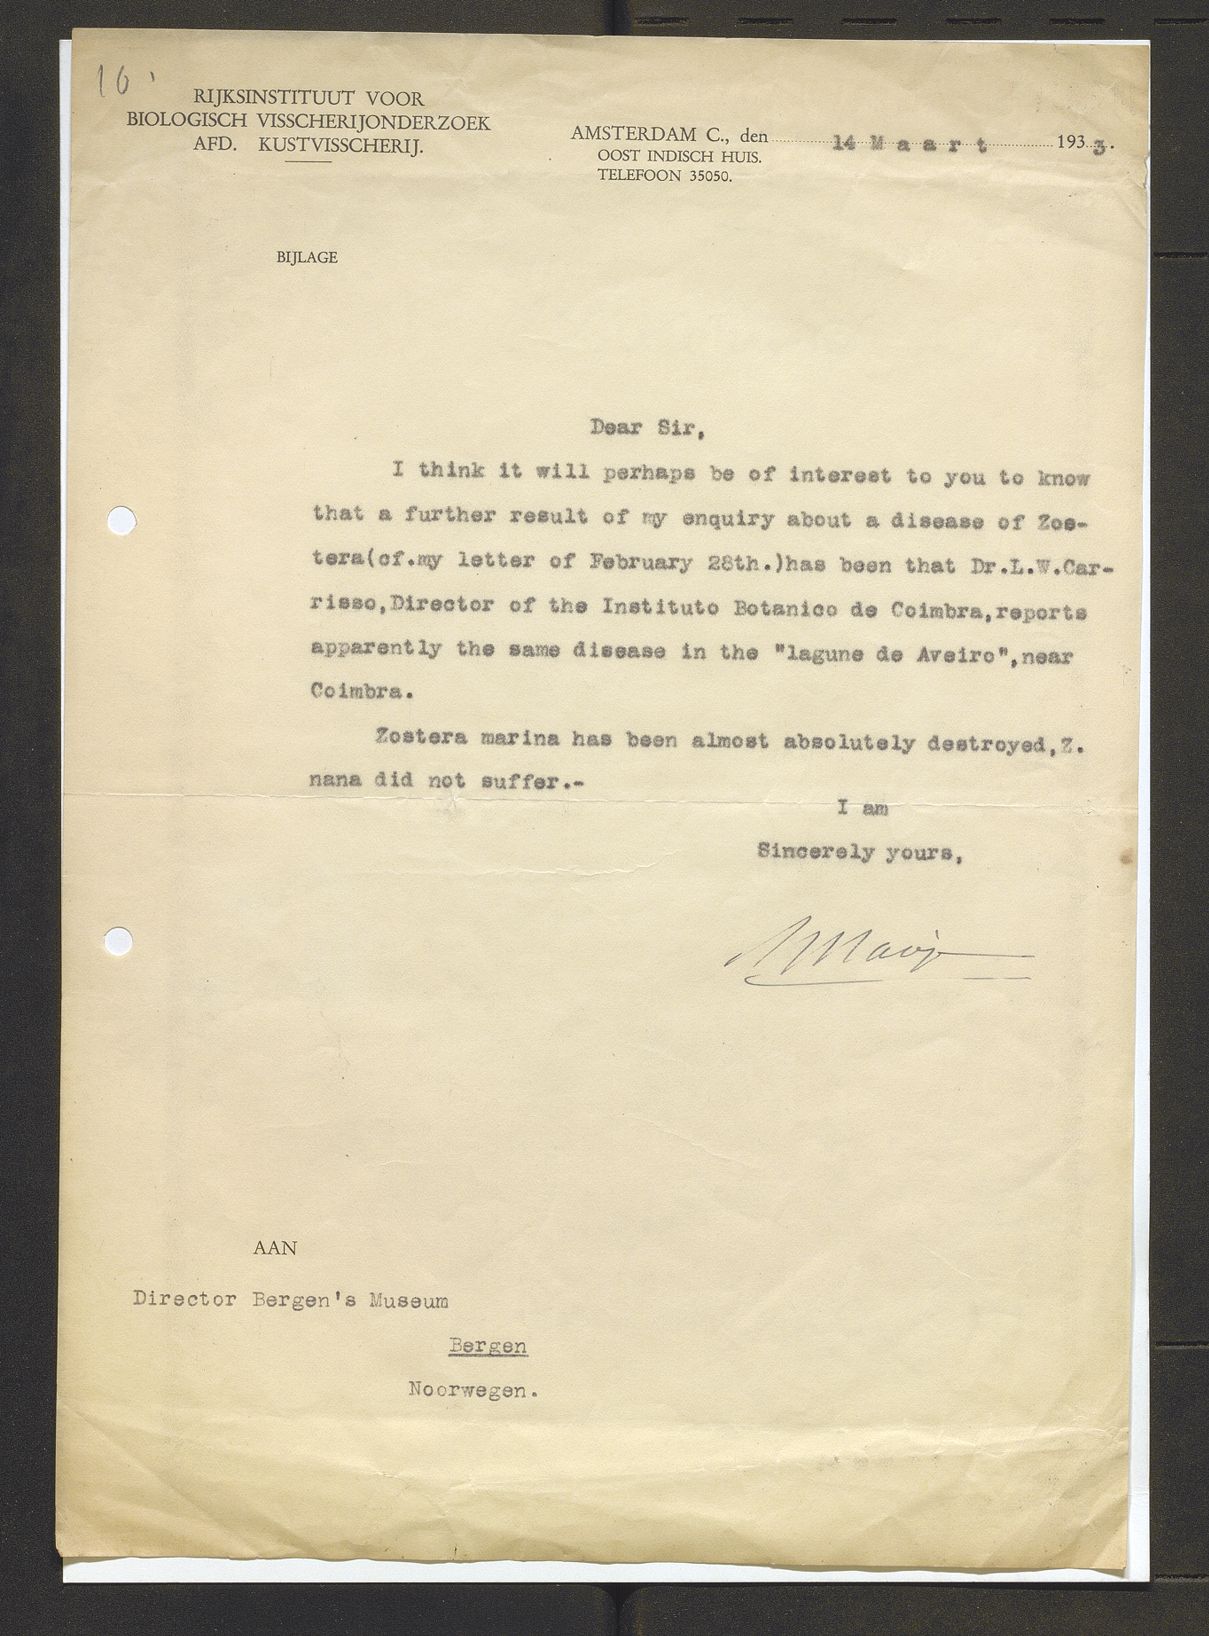 16
RIJKSINSTITUUT VOOR
BIOLOGISCH VISSCHERIJONDERZOEK
AFD. KUSTVISSCHERIJ.
AMSTERDAM C., den 14 Maart 1933.
OOST INDISCH HUIS.
TELEFOON 35050.
BIJLAGE
Dear Sir,
I think it will perhaps be of interest to you to know
that a further result of my enquiry about a disease of Zos-
tera(cf.my letter of February 28th.)has been that Dr.L.W.Car-
risso,Director of the Instituto Botanico de Coimbra,reports
apparently the same disease in the "lagune de Aveiro",near
Coimbra.
Zostera marina has been almost absolutely destroyed,Z.
nana did not suffer.-
I am
Sincerely yours,
AAN
Director Bergen's Museum
Bergen
Noorwegen.